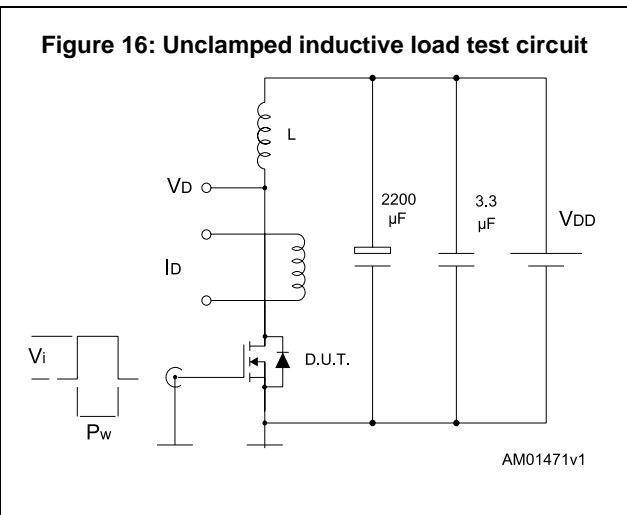 Figure 16: Unclamped inductive load test circuit
L
VD
2200
µF
3.3
µF
VDD
ID
Vi
D.U.T.
Pw
AM01471v1